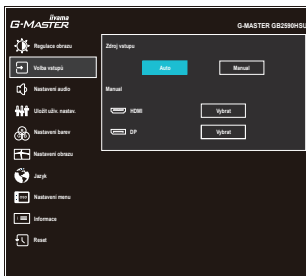 iiyama
G-MASTER
G-MASTER GB2590HSU
Regulace obrazu
Volba vstupů
Nastavení audio
Uložit uživ. nastav.
Nastavení barev
Nastavení obrazu
Jazyk
Nastavení menu
Informace
Reset
Zdroj vstupu
Auto
Manual
Manual
HDMI
Vybrat
DP
Vybrat